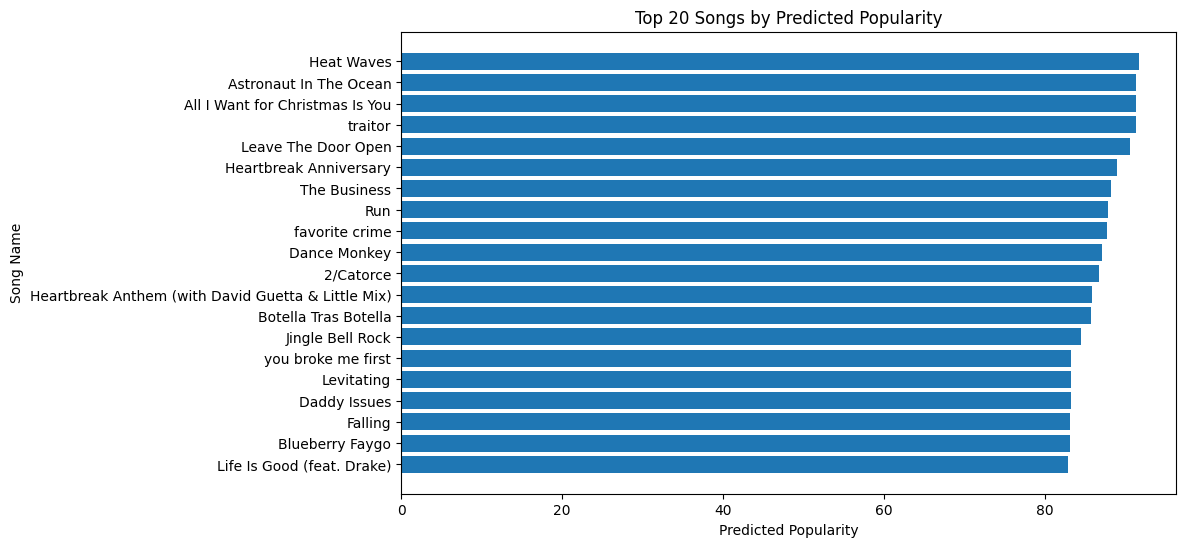 Top 20 Songs by Predicted Popularity
Song Name
Heat Waves
Astronaut In The Ocean
All I Want for Christmas Is You
traitor
Leave The Door Open
Heartbreak Anniversary
The Business
Run
favorite crime
Dance Monkey
2/Catorce
Heartbreak Anthem (with David Guetta & Little Mix)
Botella Tras Botella
Jingle Bell Rock
you broke me first
Levitating
Daddy Issues
Falling
Blueberry Faygo
Life Is Good (feat. Drake)
0 20 40 60 80
Predicted Popularity